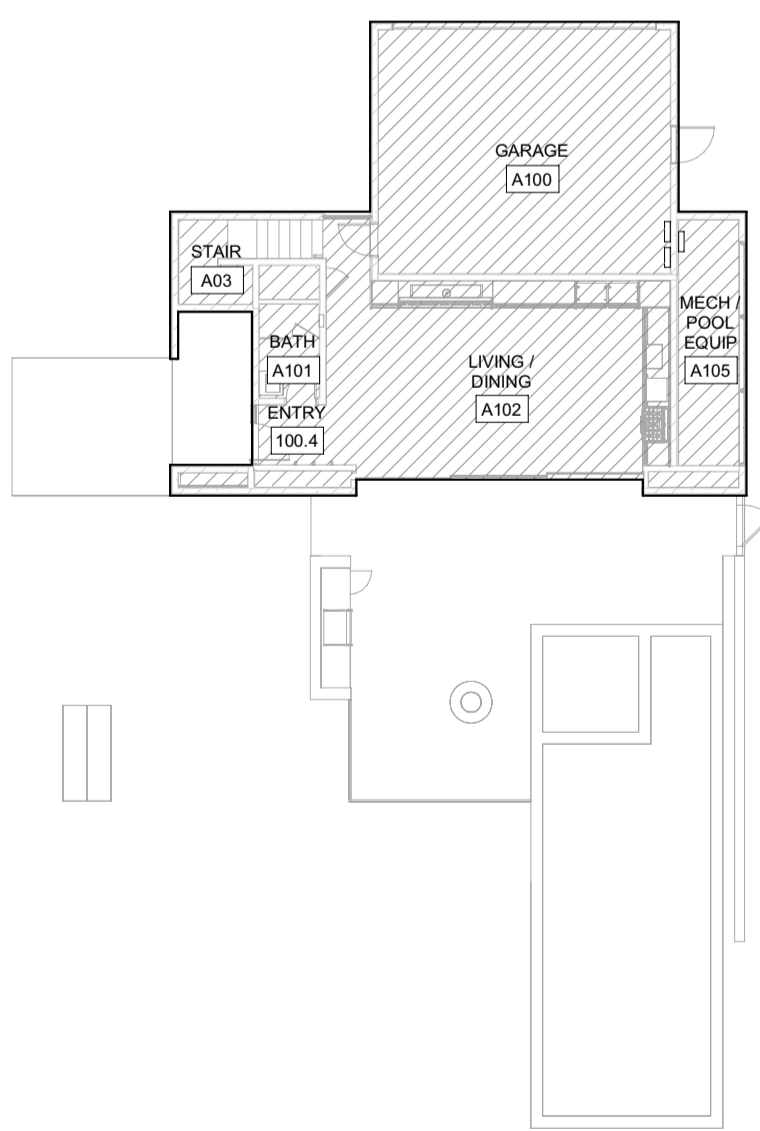 GARAGE
A100
STAIR
A03
MECH /
POOL
EQUIP
A105
BATH
A101
LIVING /
DINING
A102
ENTRY
100.4